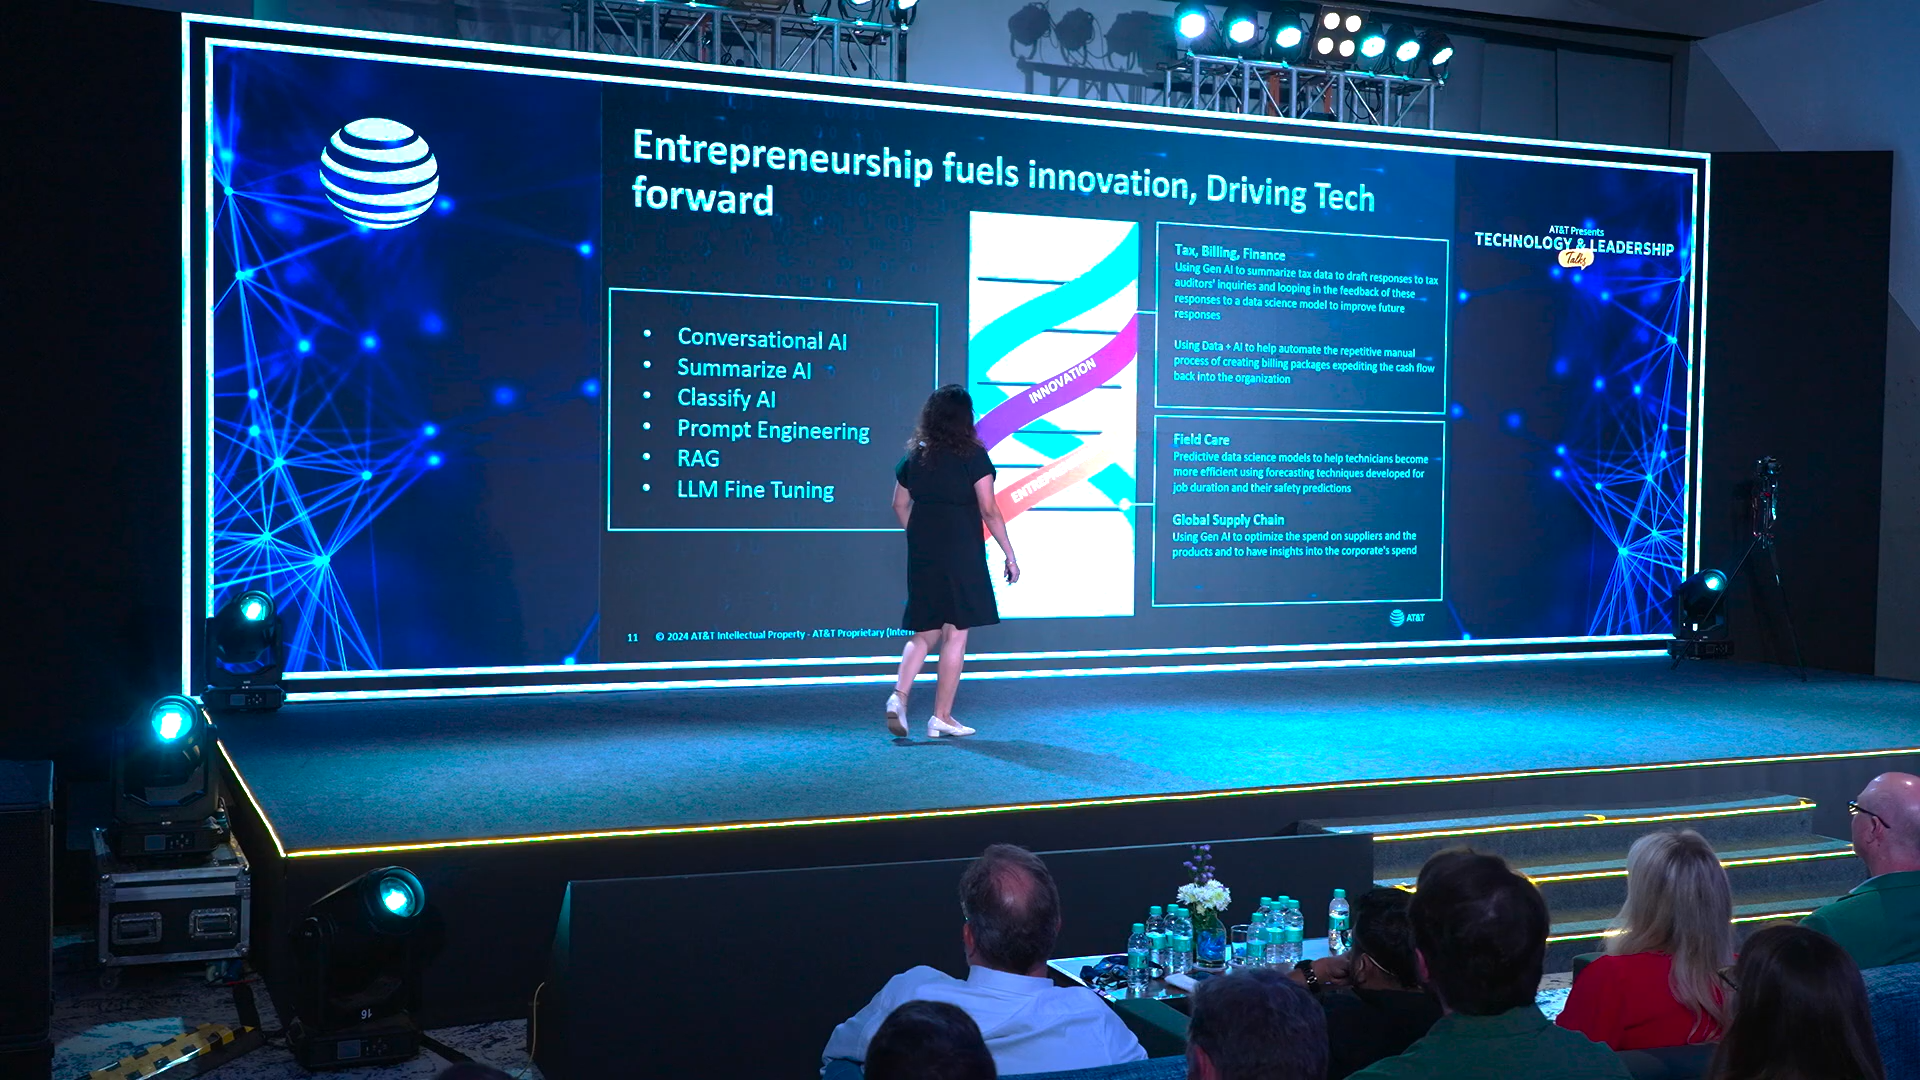 Entrepreneurship fuels innovation, Driving Tech
forward
AT&T Presents
TECHNOLOGY & LEADERSHIP
Talks
• Conversational AI
• Summarize AI
• Classify AI
• Prompt Engineering
• RAG
• LLM Fine Tuning
INNOVATION
Tax, Billing, Finance
Using Gen AI to summarize tax data to draft responses to tax
auditors' inquiries and looping in the feedback of these
responses to a data science model to improve future
responses
Using Data + AI to help automate the repetitive manual
process of creating billing packages expediting the cash flow
back into the organization
Field Care
Predictive data science models to help technicians become
more efficient using forecasting techniques developed for
job duration and their safety predictions
Global Supply Chain
Using Gen AI to optimize the spend on suppliers and the
products and to have insights into the corporate's spend
11 © 2024 AT&T Intellectual Property - AT&T Proprietary
AT&T
16